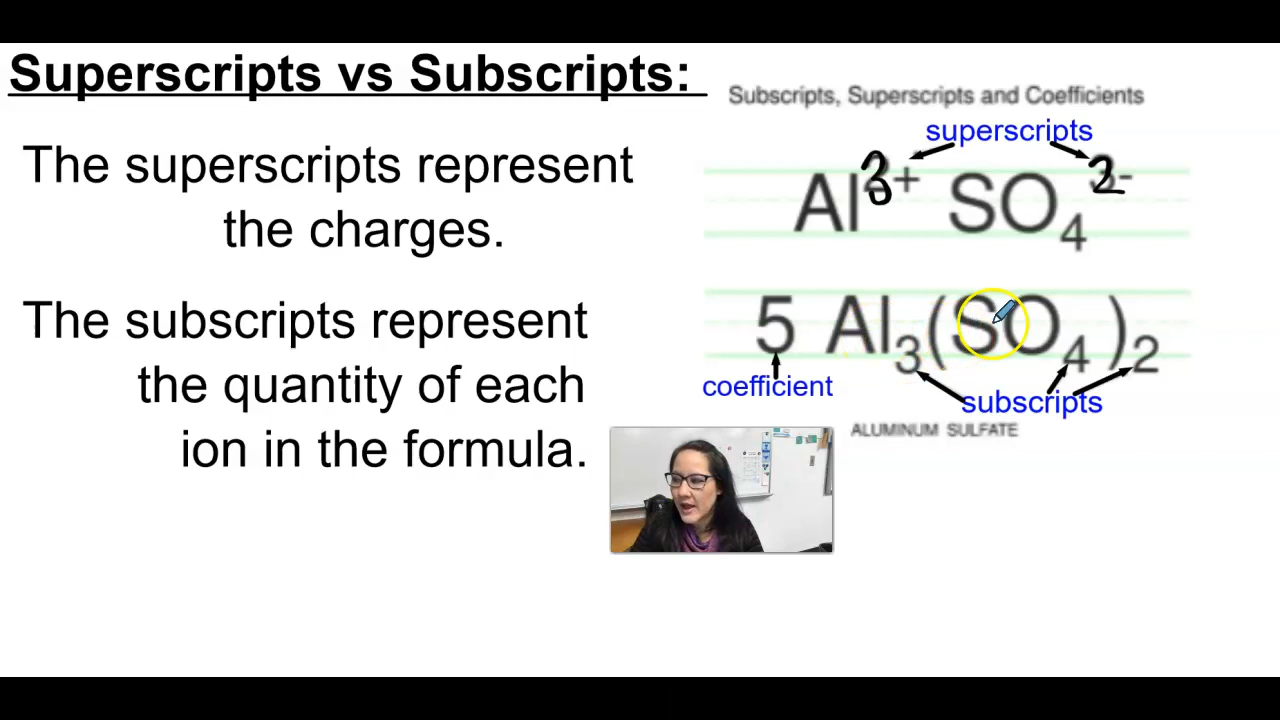 Superscripts vs Subscripts:
The superscripts represent
the charges.
The subscripts represent
the quantity of each
ion in the formula.
Subscripts, Superscripts and Coefficients
superscripts
Al³⁺ SO₄²⁻
5 Al₃(SO₄)₂
coefficient
subscripts
ALUMINUM SULFATE